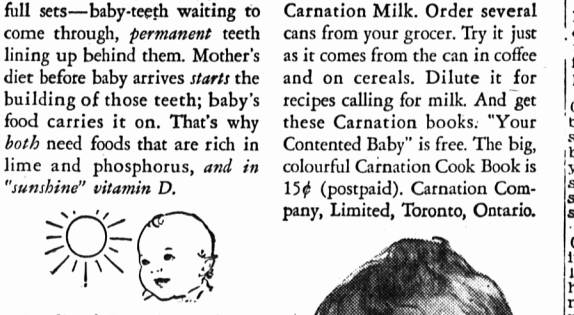 full sets—baby-teeth waiting to
come through, permanent teeth
lining up behind them. Mother's
diet before baby arrives starts the
building of those teeth; baby's
food carries it on. That's why
both need foods that are rich in
lime and phosphorus, and in
"sunshine" vitamin D.
Carnation Milk. Order several
cans from your grocer. Try it just
as it comes from the can in coffee
and on cereals. Dilute it for
recipes calling for milk. And get
these Carnation books. "Your
Contented Baby" is free. The big,
colourful Carnation Cook Book is
15¢ (postpaid). Carnation Com-
pany, Limited, Toronto, Ontario.